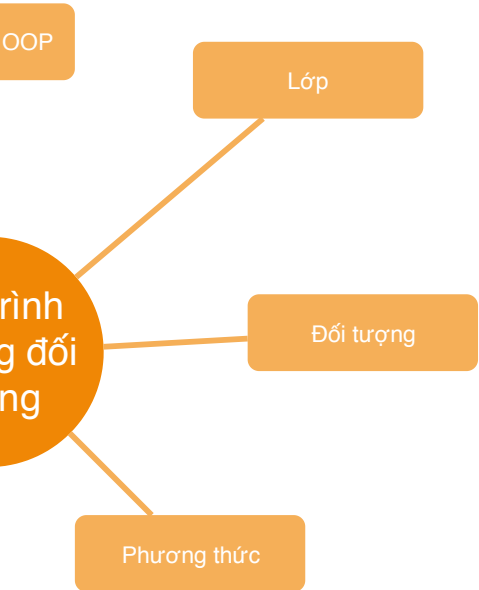 OOP
Lớp
rình
g đối
ng
Đối tượng
Phương thức